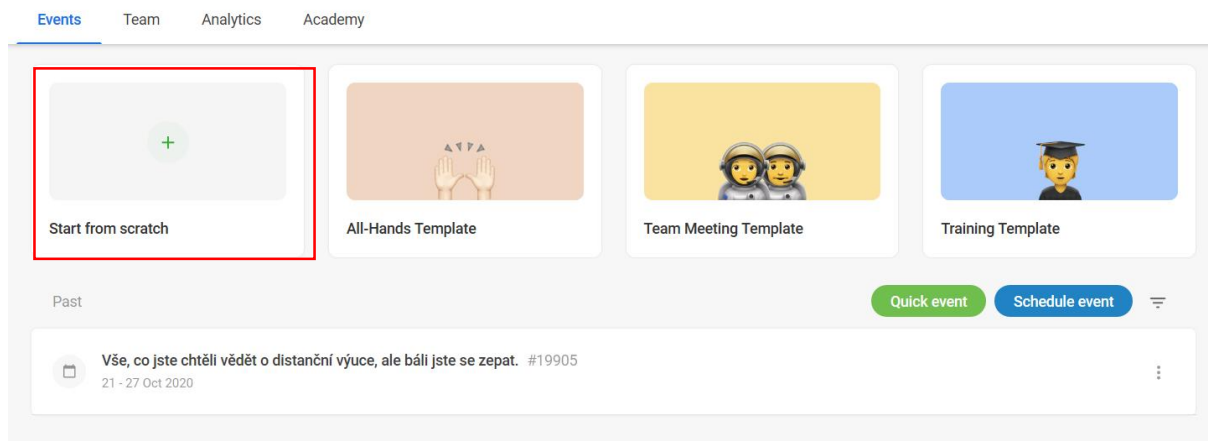 Events Team Analytics Academy
Start from scratch All-Hands Template Team Meeting Template Training Template
Past Quick event Schedule event
Vše, co jste chtěli vědět o distanční výuce, ale báli jste se zepat. #19905
21 - 27 Oct 2020